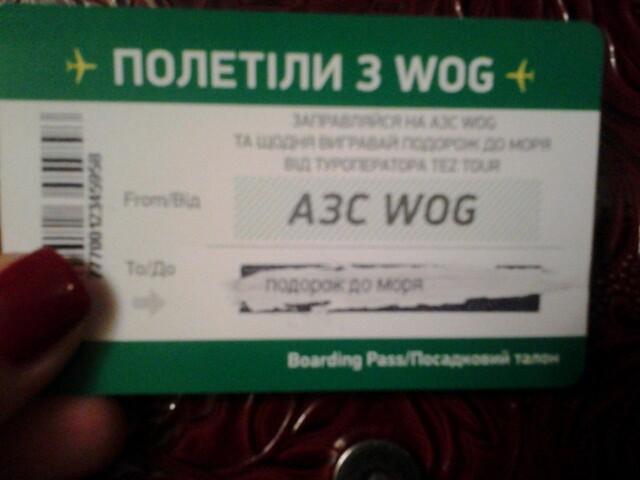 ПОЛЕТІЛИ З WOG
ЗАПРАВЛЯЙСЯ НА АЗС WOG
ТА ЩОДНЯ ВИГРАВАЙ ПОДОРОЖ ДО МОРЯ
ВІД ТУРОПЕРАТОРА TEZ TOUR
From/Від
АЗС WOG
To/До
подорож до моря
Boarding Pass/Посадковий талон